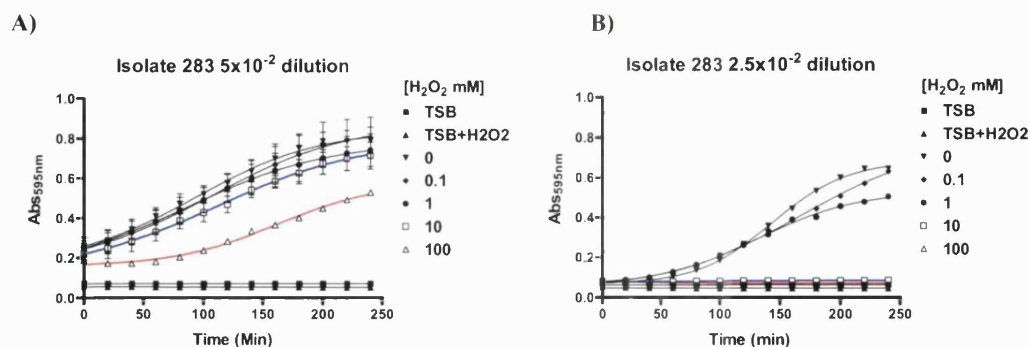 A)
Isolate 283 5x10⁻² dilution
[H₂O₂ mM]
TSB
TSB+H2O2
0
0.1
1
10
100
Abs595nm
1.0
0.8
0.6
0.4
0.2
0.0
0 50 100 150 200 250
Time (Min)
B)
Isolate 283 2.5x10⁻² dilution
[H₂O₂ mM]
TSB
TSB+H2O2
0
0.1
1
10
100
Abs595nm
1.0
0.8
0.6
0.4
0.2
0.0
0 50 100 150 200 250
Time (min)